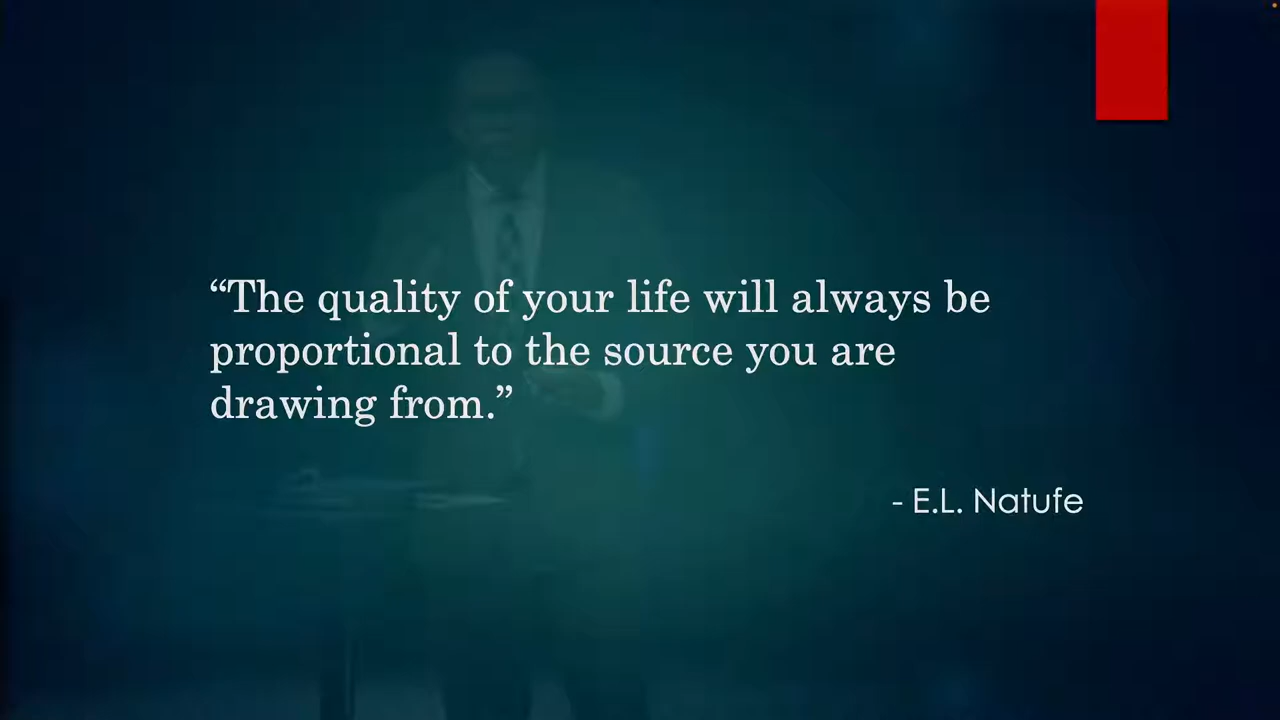 “The quality of your life will always be
proportional to the source you are
drawing from.”
- E.L. Natufe